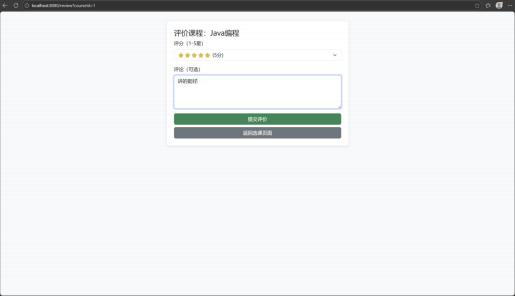 localhost:8080/review?courseId=1
评价课程：Java编程
评分（1-5星）
★★★★★ (5分)
评论（可选）
讲的挺好
提交评价
返回选课页面